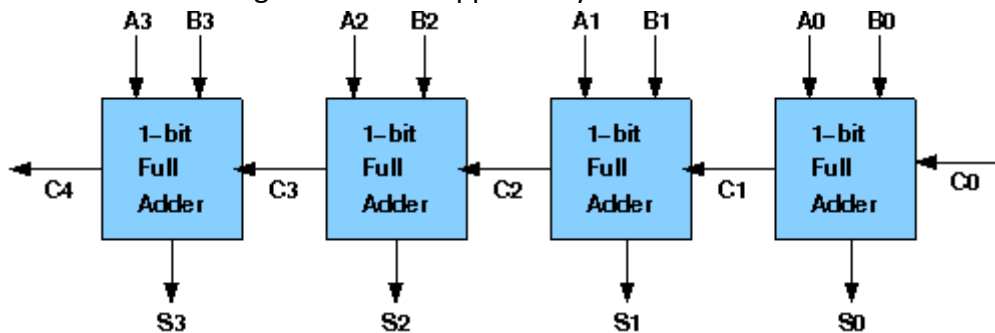 A3 B3 A2 B2 A1 B1 A0 B0
1-bit 1-bit 1-bit 1-bit
Full Full Full Full
C4 C3 C2 C1 C0
Adder Adder Adder Adder
S3 S2 S1 S0